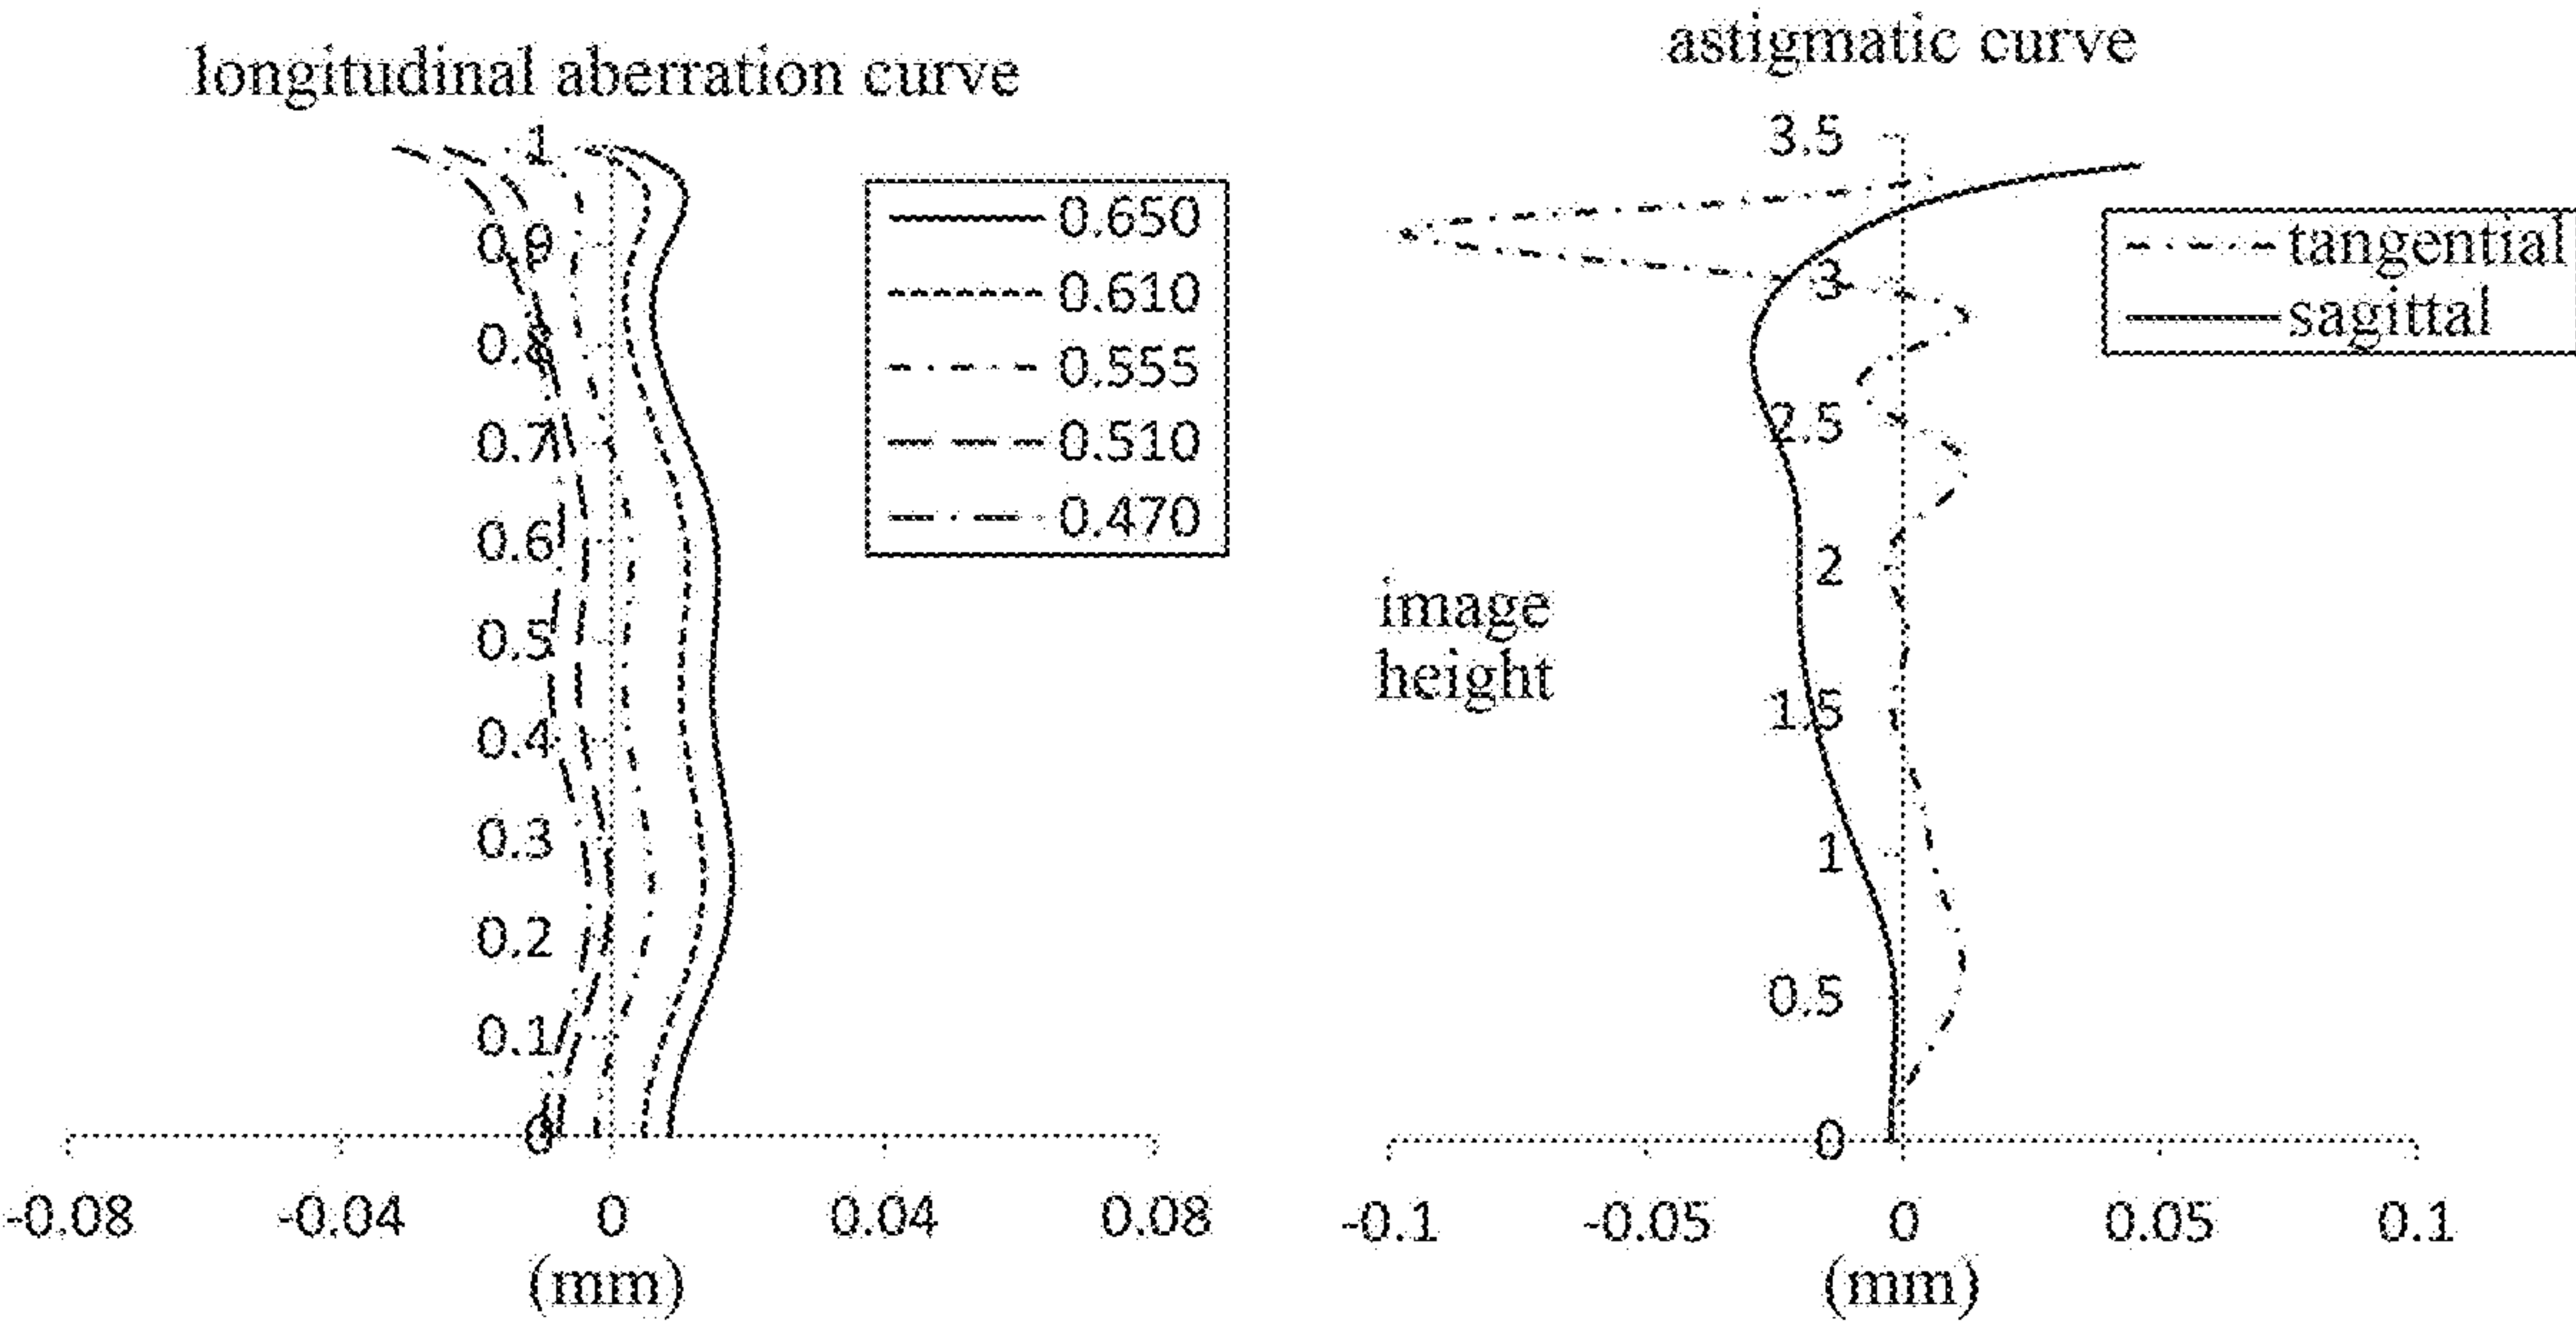 longitudinal aberration curve
1
0.9
0.8
0.7
0.6
0.5
0.4
0.3
0.2
0.1
0
-0.08 -0.04 0 0.04 0.08
(mm)
0.650
0.610
0.555
0.510
0.470
astigmatic curve
3.5
3
2.5
2
1.5
1
0.5
0
image
height
-0.1 -0.05 0 0.05 0.1
(mm)
tangential
sagittal